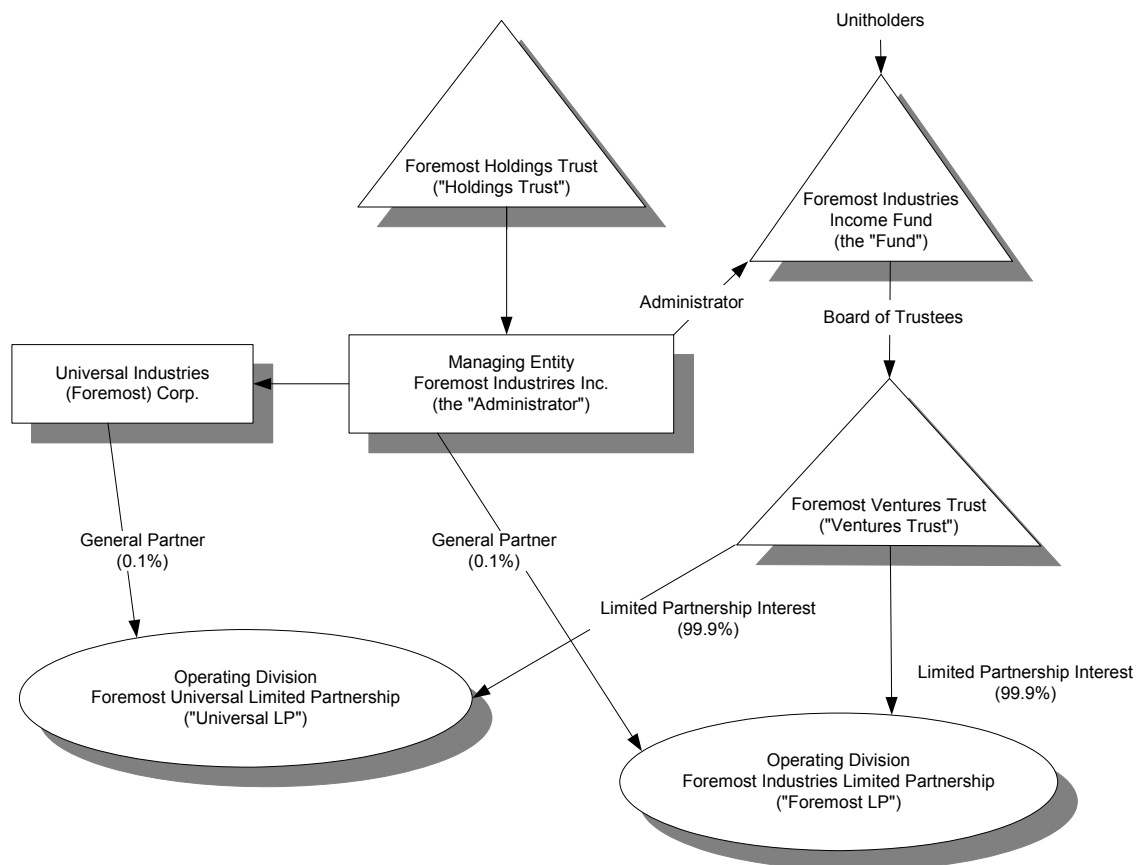 Unitholders
Foremost Holdings Trust
("Holdings Trust")
Foremost Industries
Income Fund
(the "Fund")
Administrator
Board of Trustees
Universal Industries
(Foremost) Corp.
Managing Entity
Foremost Industrires Inc.
(the "Administrator")
Foremost Ventures Trust
("Ventures Trust")
General Partner
(0.1%)
General Partner
(0.1%)
Limited Partnership Interest
(99.9%)
Limited Partnership Interest
(99.9%)
Operating Division
Foremost Universal Limited Partnership
("Universal LP")
Operating Division
Foremost Industries Limited Partnership
("Foremost LP")